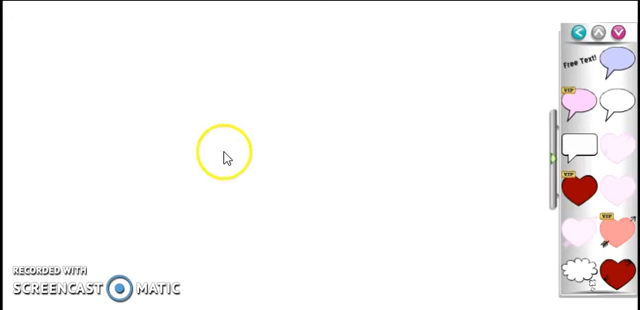 Free Text!
VIP
VIP
VIP
RECORDED WITH
SCREENCAST MATIC